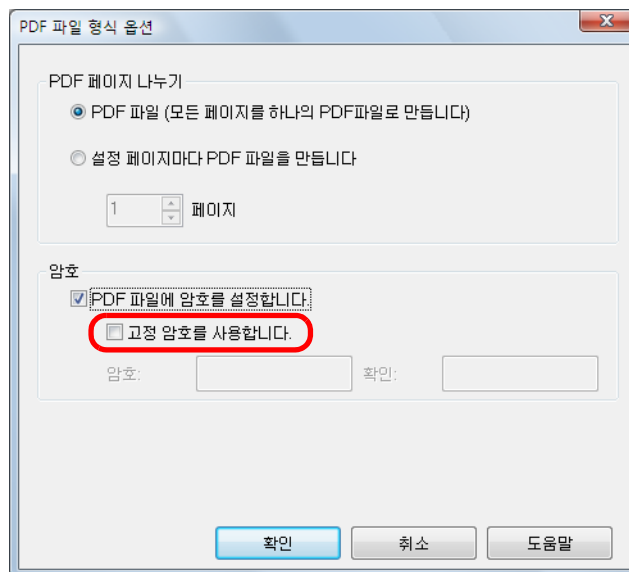 PDF 파일 형식 옵션
PDF 페이지 나누기
PDF 파일 (모든 페이지를 하나의 PDF파일로 만듭니다)
설정 페이지마다 PDF 파일을 만듭니다
1 페이지
암호
PDF 파일에 암호를 설정합니다.
고정 암호를 사용합니다.
암호: 확인:
확인 취소 도움말